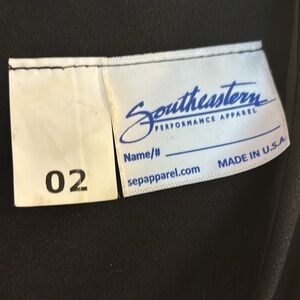 02
Southeastern
PERFORMANCE APPAREL
Name/#
sepapparel.com
MADE IN U.S.A.